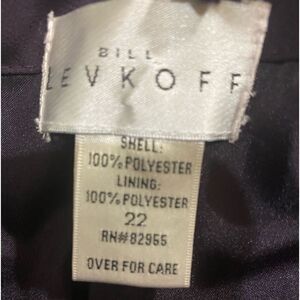 BILL
LEVKOFF
SHELL:
100% POLYESTER
LINING:
100% POLYESTER
22
RN#82955
OVER FOR CARE